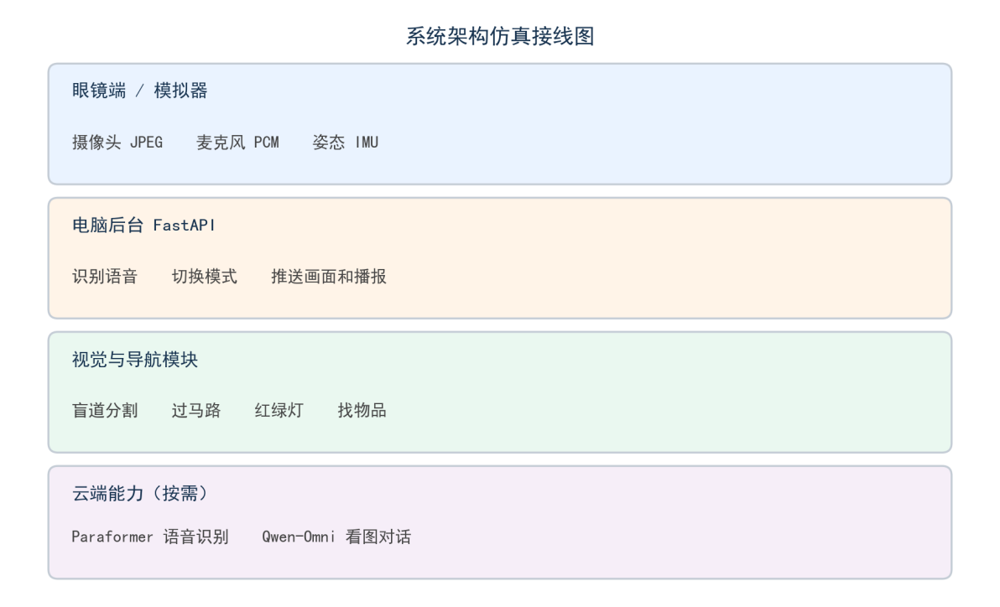 系统架构仿真接线图
眼镜端 / 模拟器
摄像头 JPEG 麦克风 PCM 姿态 IMU
电脑后台 FastAPI
识别语音 切换模式 推送画面和播报
视觉与导航模块
盲道分割 过马路 红绿灯 找物品
云端能力（按需）
Paraformer 语音识别 Qwen-Omni 看图对话